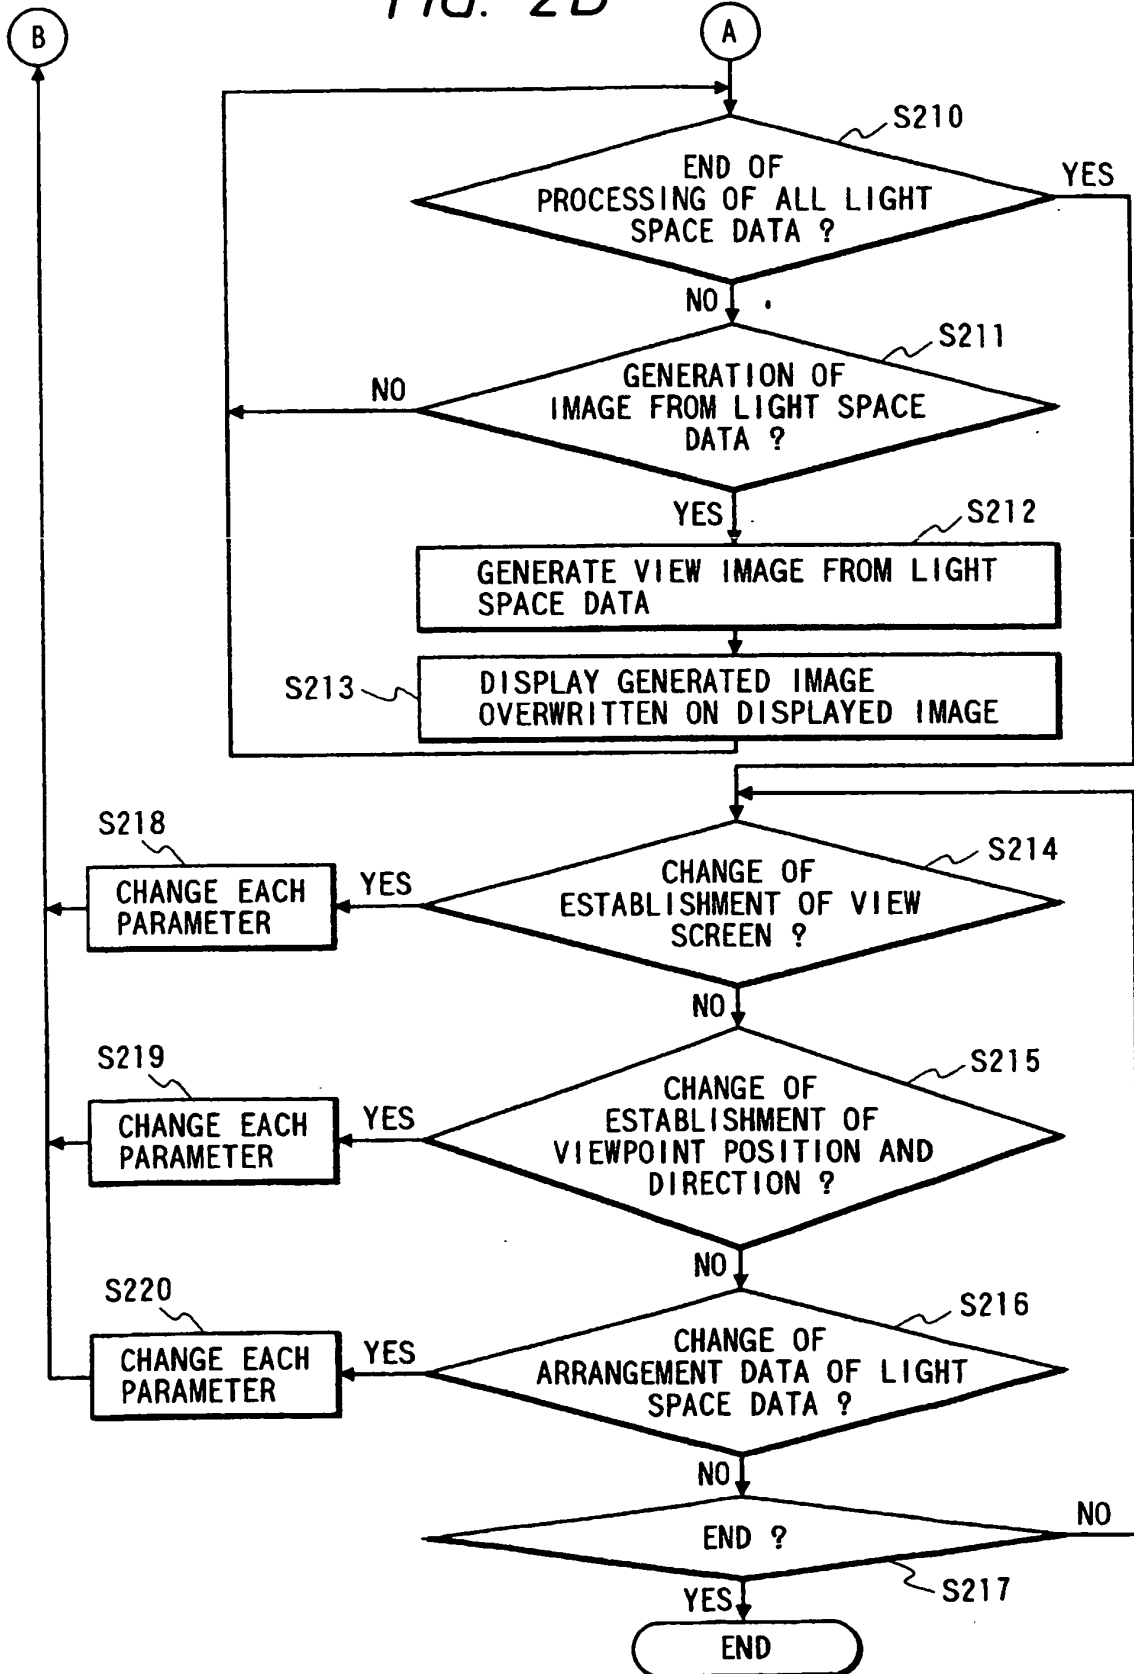 FIG. 2B
B
A
S210
END OF
PROCESSING OF ALL LIGHT
SPACE DATA ?
YES
NO
S211
GENERATION OF
IMAGE FROM LIGHT SPACE
DATA ?
NO
YES
S212
GENERATE VIEW IMAGE FROM LIGHT
SPACE DATA
S213
DISPLAY GENERATED IMAGE
OVERWRITTEN ON DISPLAYED IMAGE
S218
CHANGE EACH
PARAMETER
YES
S214
CHANGE OF
ESTABLISHMENT OF VIEW
SCREEN ?
NO
S219
CHANGE EACH
PARAMETER
YES
S215
CHANGE OF
ESTABLISHMENT OF
VIEWPOINT POSITION AND
DIRECTION ?
NO
S220
CHANGE EACH
PARAMETER
YES
S216
CHANGE OF
ARRANGEMENT DATA OF LIGHT
SPACE DATA ?
NO
END ?
NO
S217
YES
END